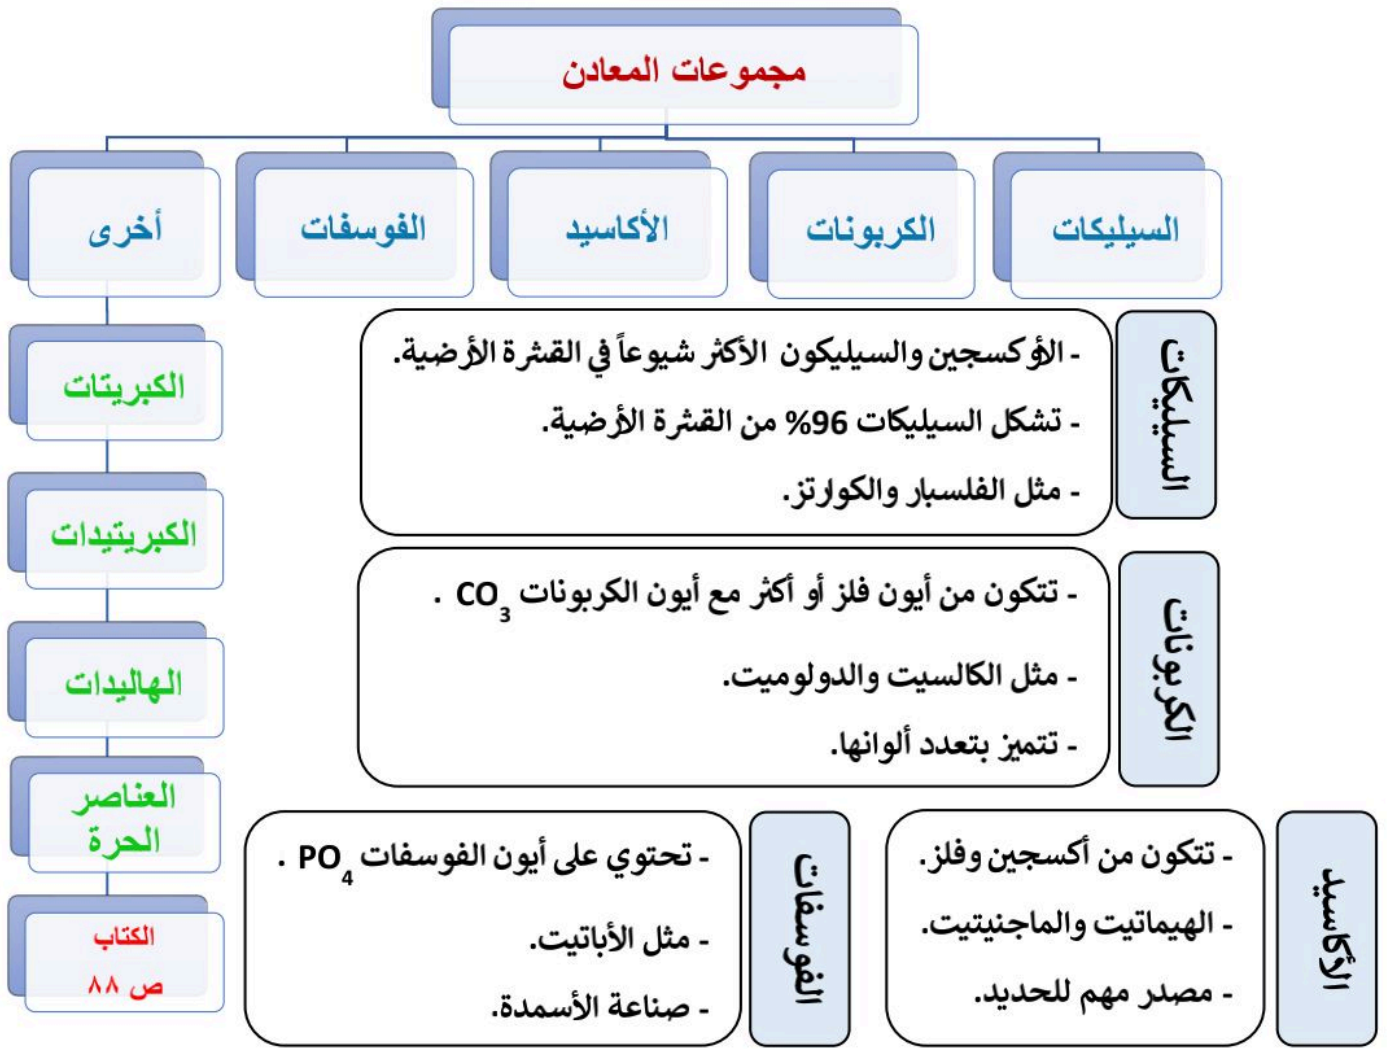 مجموعات المعادن
السيليكات
الكربونات
الأكاسيد
الفوسفات
أخرى
الكبريتات
الكبريتيدات
الهاليدات
العناصر
الحرة
الكتاب
ص ٨٨
السيليكات
- الأوكسجين والسيليكون الأكثر شيوعاً في القشرة الأرضية.
- تشكل السيليكات 96% من القشرة الأرضية.
- مثل الفلسبار والكوارتز.
الكربونات
- تتكون من أيون فلز أو أكثر مع أيون الكربونات CO3 .
- مثل الكالسيت والدولوميت.
- تتميز بتعدد ألوانها.
الأكاسيد
- تتكون من أكسجين وفلز.
- الهيماتيت والماجنيتيت.
- مصدر مهم للحديد.
الفوسفات
- تحتوي على أيون الفوسفات PO4 .
- مثل الأباتيت.
- صناعة الأسمدة.